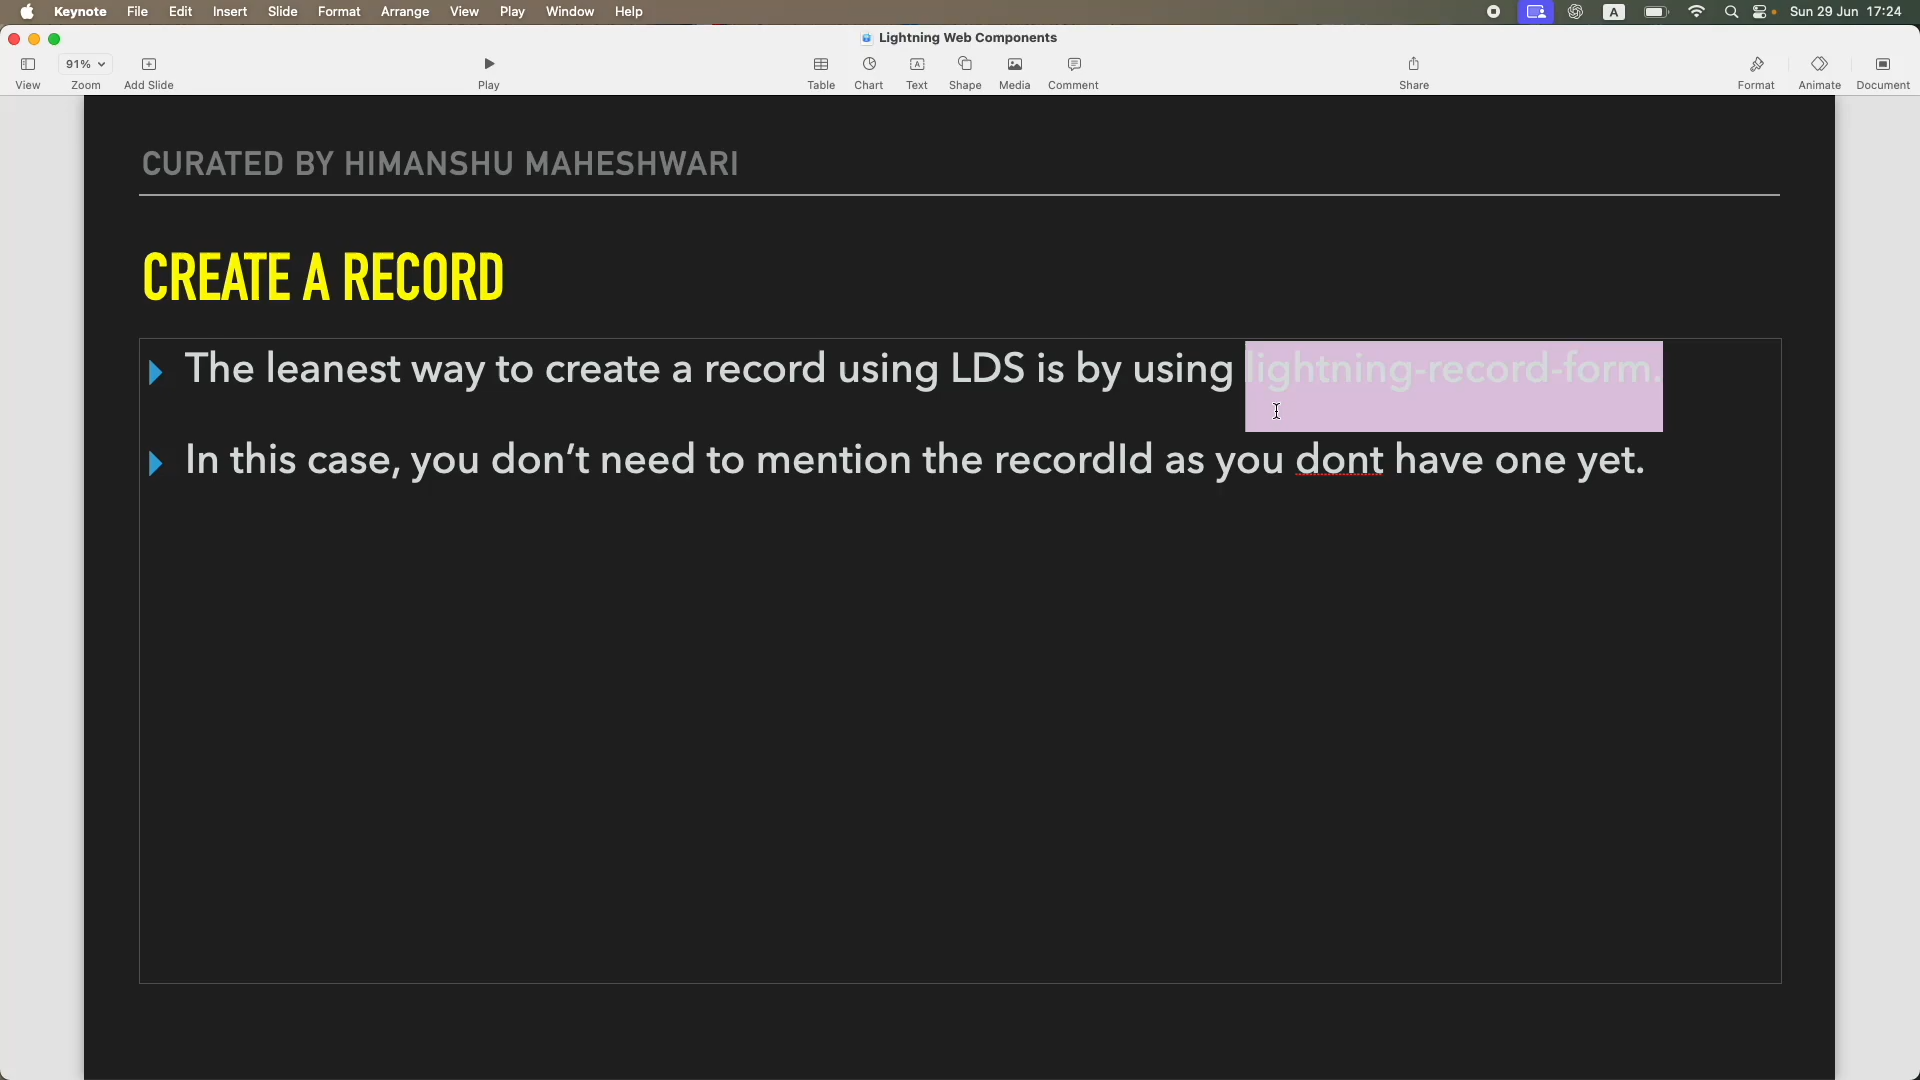 Keynote File Edit Insert Slide Format Arrange View Play Window Help A Sun 29 Jun 17:24
Lightning Web Components
91%
View Zoom Add Slide Play Table Chart Text Shape Media Comment Share Format Animate Document
CURATED BY HIMANSHU MAHESHWARI
CREATE A RECORD
The leanest way to create a record using LDS is by using lightning-record-form.
In this case, you don’t need to mention the recordId as you dont have one yet.